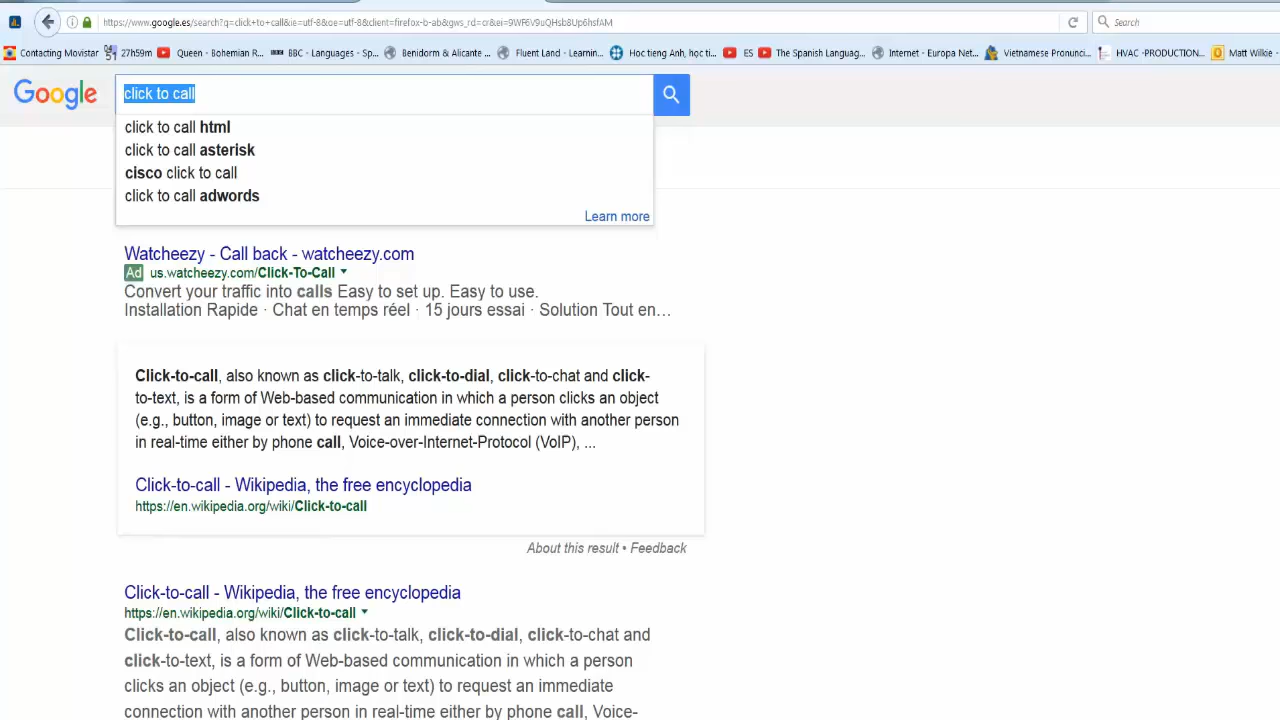 https://www.google.es/search?q=click+to+call&ie=utf-8&oe=utf-8&client=firefox-b-ab&gws_rd=cr&ei=9WF6V9uQHsb8Up6hsfAM
Search
Contacting Movistar 27h59m Queen - Bohemian R... BBC - Languages - Sp... Benidorm & Alicante ... Fluent Land - Learnin... Hoc tieng Anh, học ti... ES The Spanish Languag... Internet - Europa Net... Vietnamese Pronunci... HVAC -PRODUCTION... Matt Wilkie -
Google
click to call
click to call html
click to call asterisk
cisco click to call
click to call adwords
Learn more
Watcheezy - Call back - watcheezy.com
Ad us.watcheezy.com/Click-To-Call
Convert your traffic into calls Easy to set up. Easy to use.
Installation Rapide · Chat en temps réel · 15 jours essai · Solution Tout en…
Click-to-call, also known as click-to-talk, click-to-dial, click-to-chat and click-
to-text, is a form of Web-based communication in which a person clicks an object
(e.g., button, image or text) to request an immediate connection with another person
in real-time either by phone call, Voice-over-Internet-Protocol (VoIP), ...
Click-to-call - Wikipedia, the free encyclopedia
https://en.wikipedia.org/wiki/Click-to-call
About this result • Feedback
Click-to-call - Wikipedia, the free encyclopedia
https://en.wikipedia.org/wiki/Click-to-call
Click-to-call, also known as click-to-talk, click-to-dial, click-to-chat and
click-to-text, is a form of Web-based communication in which a person
clicks an object (e.g., button, image or text) to request an immediate
connection with another person in real-time either by phone call, Voice-